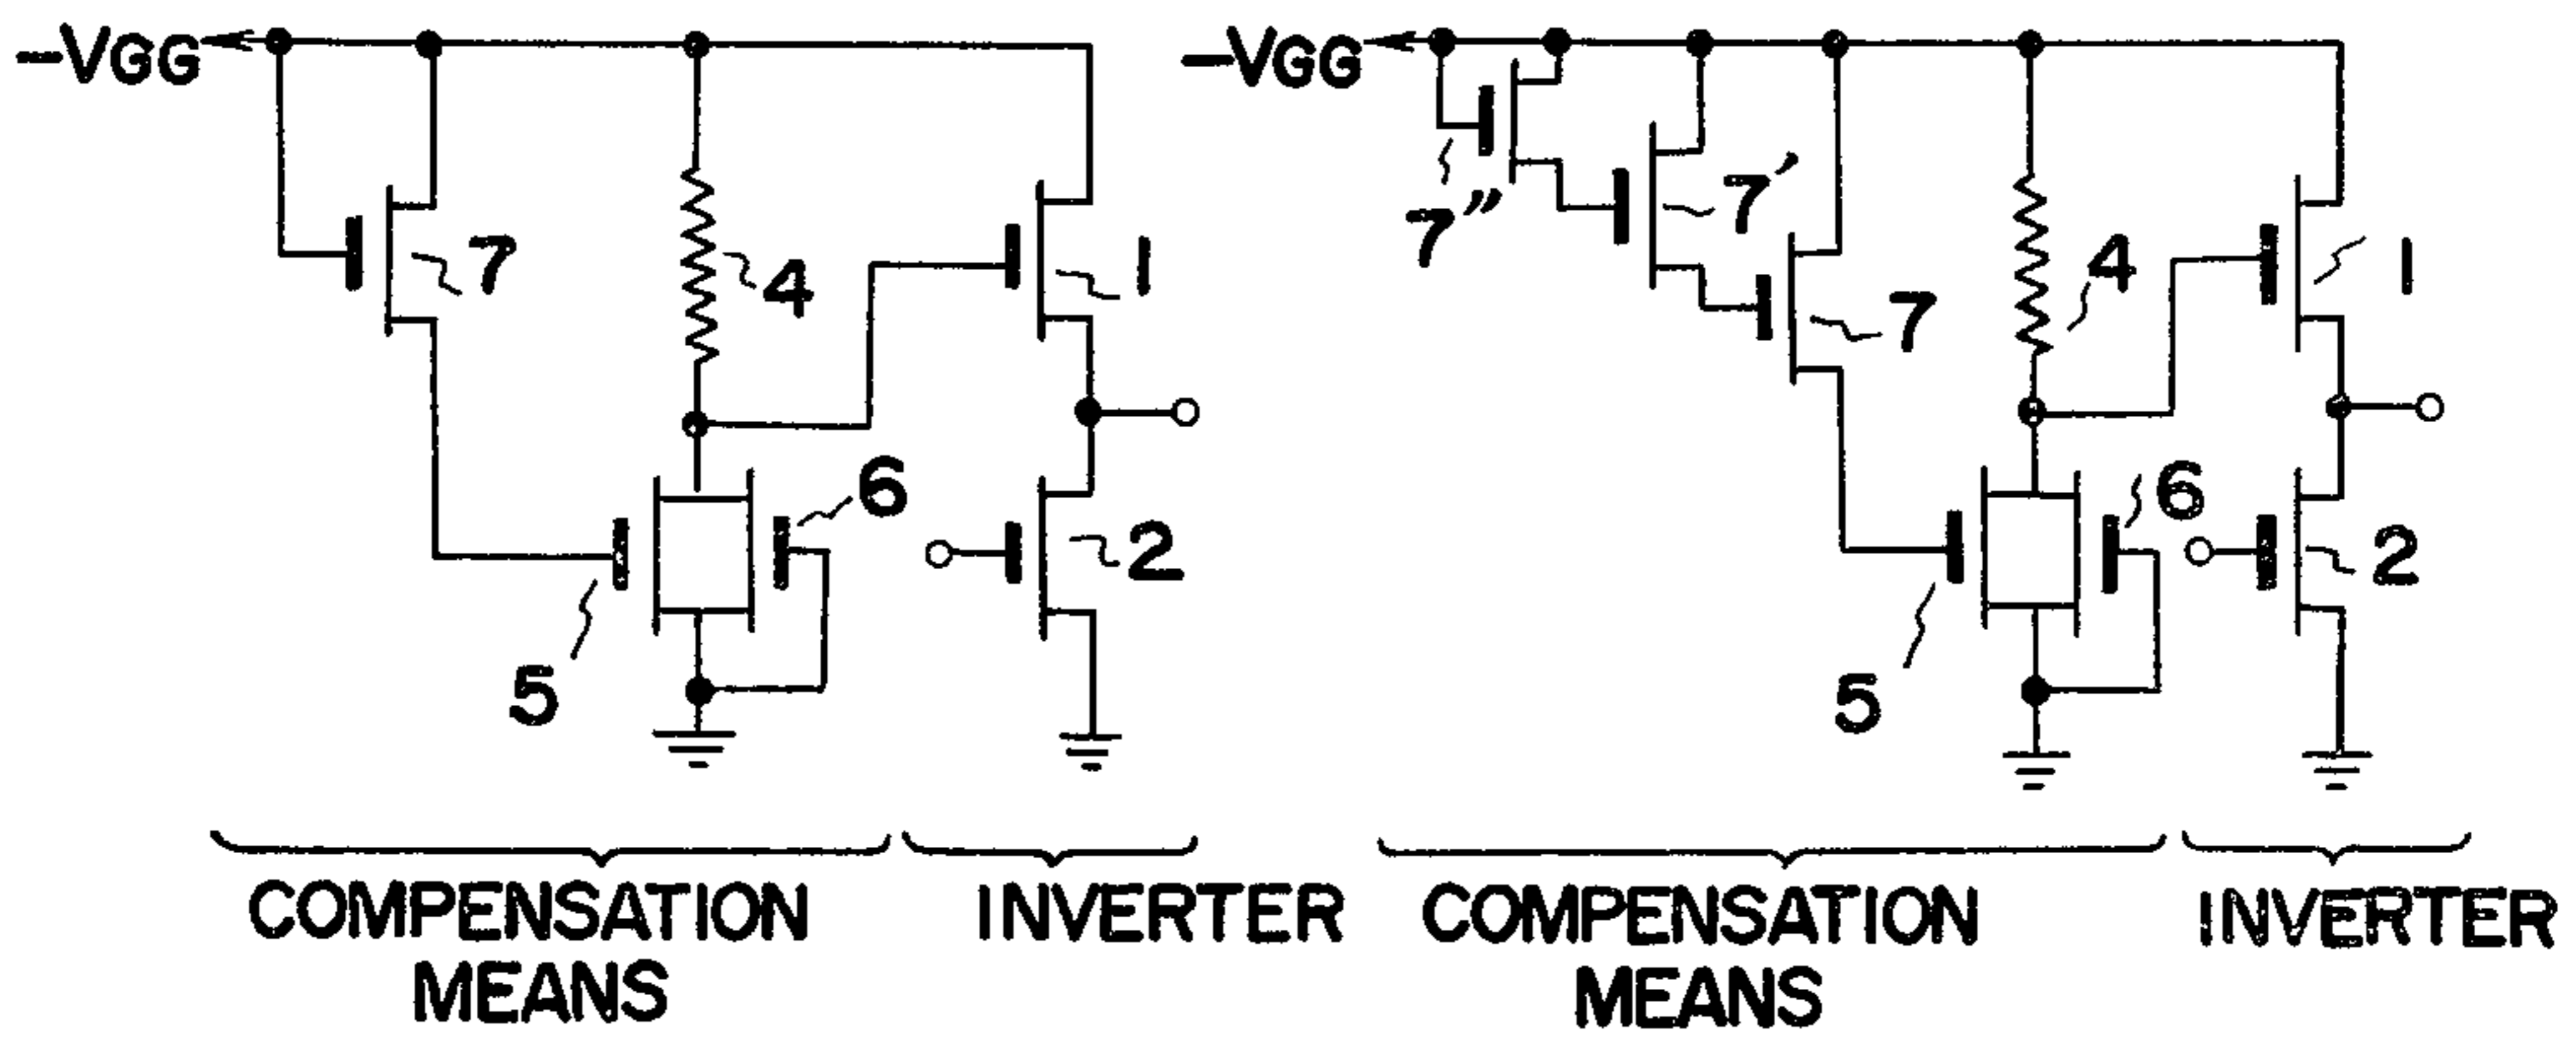 -VGG
7
4
1
6
2
5
COMPENSATION
MEANS
INVERTER
-VGG
7"
7'
7
4
1
6
2
5
COMPENSATION
MEANS
INVERTER